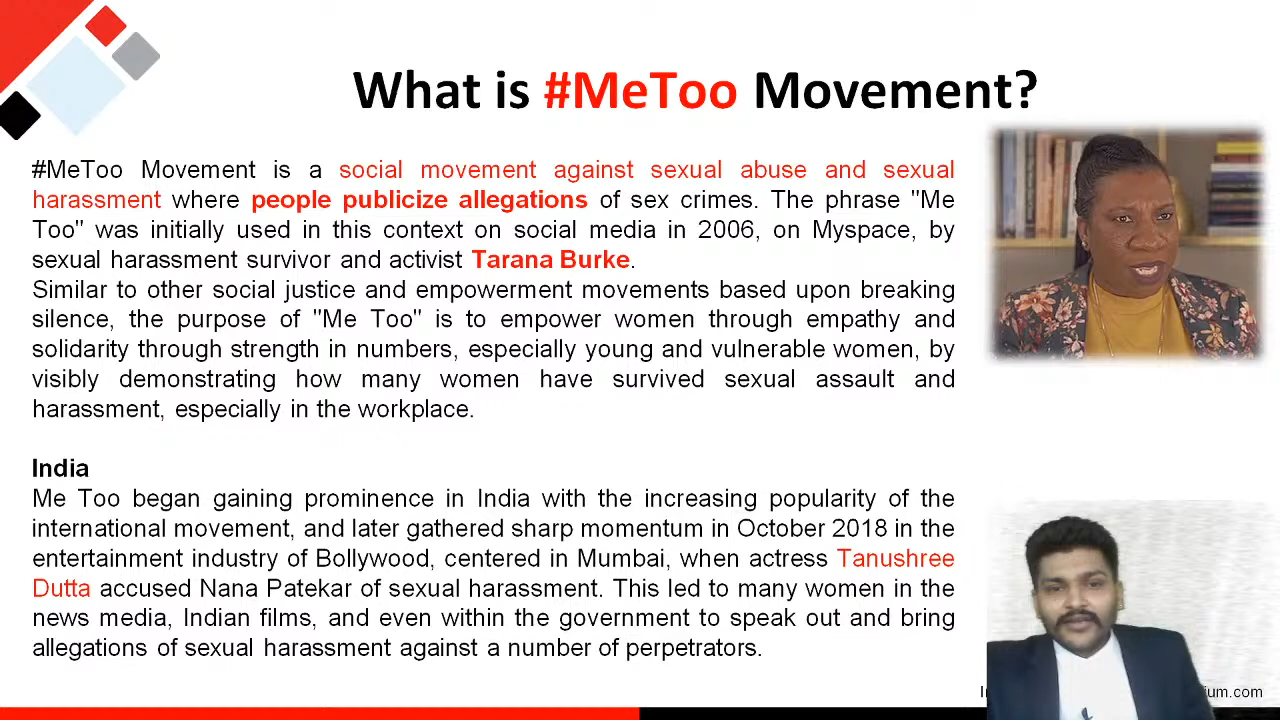 What is #MeToo Movement?
#MeToo Movement is a social movement against sexual abuse and sexual
harassment where people publicize allegations of sex crimes. The phrase "Me
Too" was initially used in this context on social media in 2006, on Myspace, by
sexual harassment survivor and activist Tarana Burke.
Similar to other social justice and empowerment movements based upon breaking
silence, the purpose of "Me Too" is to empower women through empathy and
solidarity through strength in numbers, especially young and vulnerable women, by
visibly demonstrating how many women have survived sexual assault and
harassment, especially in the workplace.
India
Me Too began gaining prominence in India with the increasing popularity of the
international movement, and later gathered sharp momentum in October 2018 in the
entertainment industry of Bollywood, centered in Mumbai, when actress Tanushree
Dutta accused Nana Patekar of sexual harassment. This led to many women in the
news media, Indian films, and even within the government to speak out and bring
allegations of sexual harassment against a number of perpetrators.